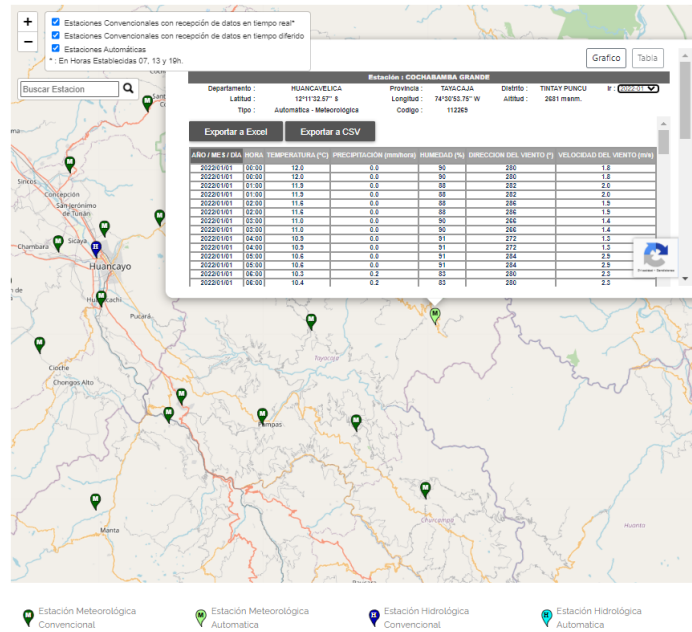 +
−
Estaciones Convencionales con recepción de datos en tiempo real*
Estaciones Convencionales con recepción de datos en tiempo diferido
Estaciones Automáticas
* : En Horas Establecidas 07, 13 y 19h.
Buscar Estacion
Grafico Tabla
Estación : COCHABAMBA GRANDE
Departamento : HUANCAVELICA Provincia : TAYACAJA Distrito : TINTAY PUNCU Ir : 2022-01
Latitud : 12°11'32.57'' S Longitud : 74°30'53.75'' W Altitud : 2681 msnm.
Tipo : Automática - Meteorológica Codigo : 112269
Exportar a Excel Exportar a CSV
AÑO / MES / DÍA HORA TEMPERATURA (°C) PRECIPITACIÓN (mm/hora) HUMEDAD (%) DIRECCION DEL VIENTO (°) VELOCIDAD DEL VIENTO (m/s)
2022/01/01 00:00 12.0 0.0 90 280 1.8
2022/01/01 00:00 12.0 0.0 90 280 1.8
2022/01/01 01:00 11.9 0.0 88 282 2.0
2022/01/01 01:00 11.9 0.0 88 282 2.0
2022/01/01 02:00 11.6 0.0 88 286 1.9
2022/01/01 02:00 11.6 0.0 88 286 1.9
2022/01/01 03:00 11.0 0.0 90 266 1.4
2022/01/01 03:00 11.0 0.0 90 266 1.4
2022/01/01 04:00 10.9 0.0 91 272 1.3
2022/01/01 04:00 10.9 0.0 91 272 1.3
2022/01/01 05:00 10.6 0.0 91 284 2.9
2022/01/01 05:00 10.6 0.0 91 284 2.9
2022/01/01 06:00 10.3 0.2 83 280 2.3
2022/01/01 06:00 10.4 0.2 83 280 2.3
Sincos
Concepción
San Jerónimo
de Tunán
Chambara
Sicaya
Huancayo
Pucará
Tayacaja
Cioche
Chongos Alto
Pampas
Churcampa
Huanta
Manta
Estación Meteorológica
Convencional
Estación Meteorológica
Automatica
Estación Hidrológica
Convencional
Estación Hidrológica
Automatica